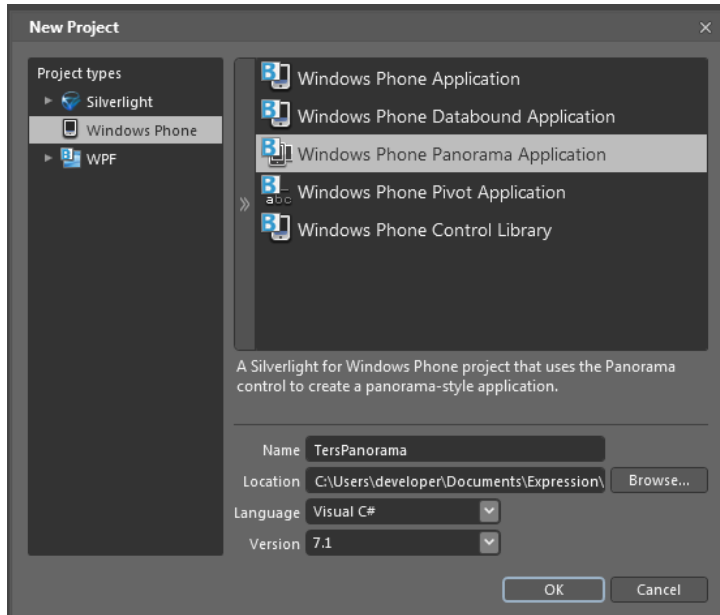 New Project
Project types
Silverlight
Windows Phone
WPF
Windows Phone Application
Windows Phone Databound Application
Windows Phone Panorama Application
Windows Phone Pivot Application
Windows Phone Control Library
A Silverlight for Windows Phone project that uses the Panorama
control to create a panorama-style application.
Name TersPanorama
Location C:\Users\developer\Documents\Expression\ Browse...
Language Visual C#
Version 7.1
OK Cancel